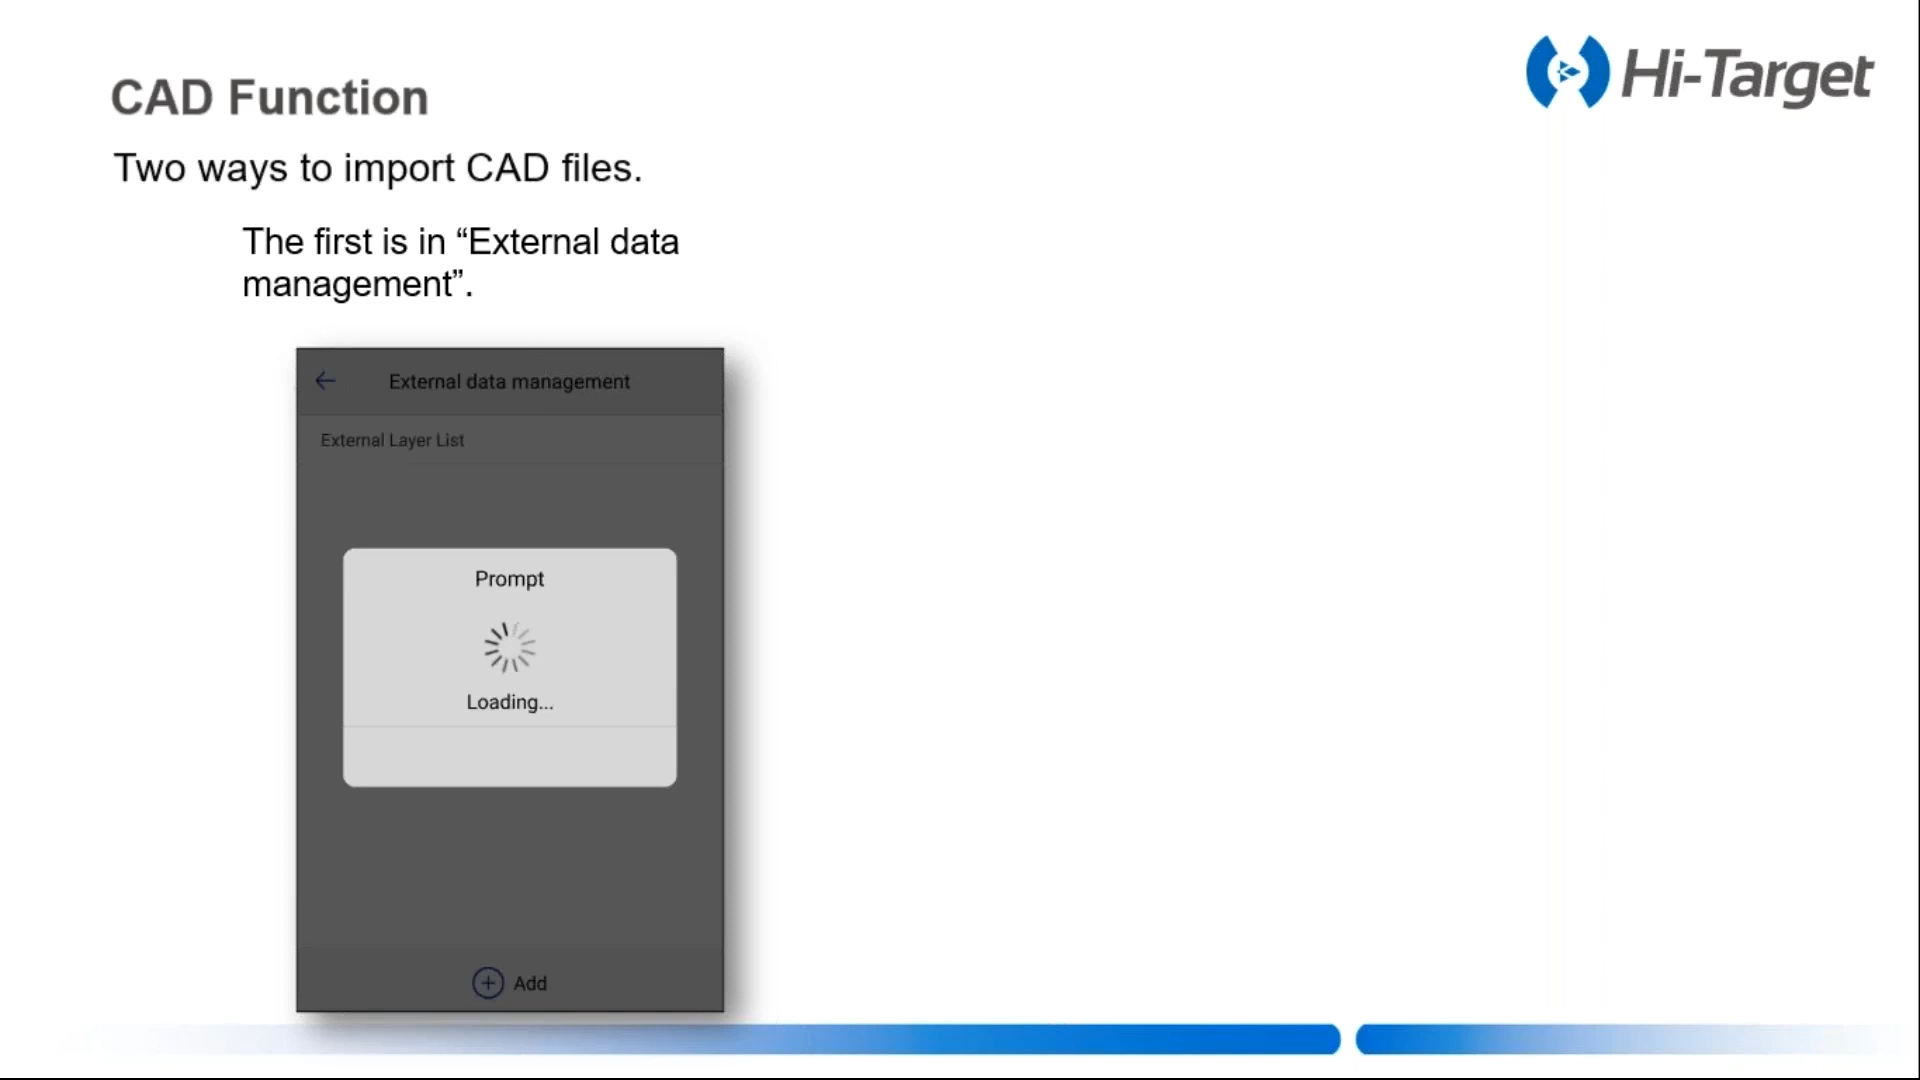 Hi-Target
CAD Function
Two ways to import CAD files.
The first is in “External data
management”.
External data management
External Layer List
Prompt
Loading...
Add